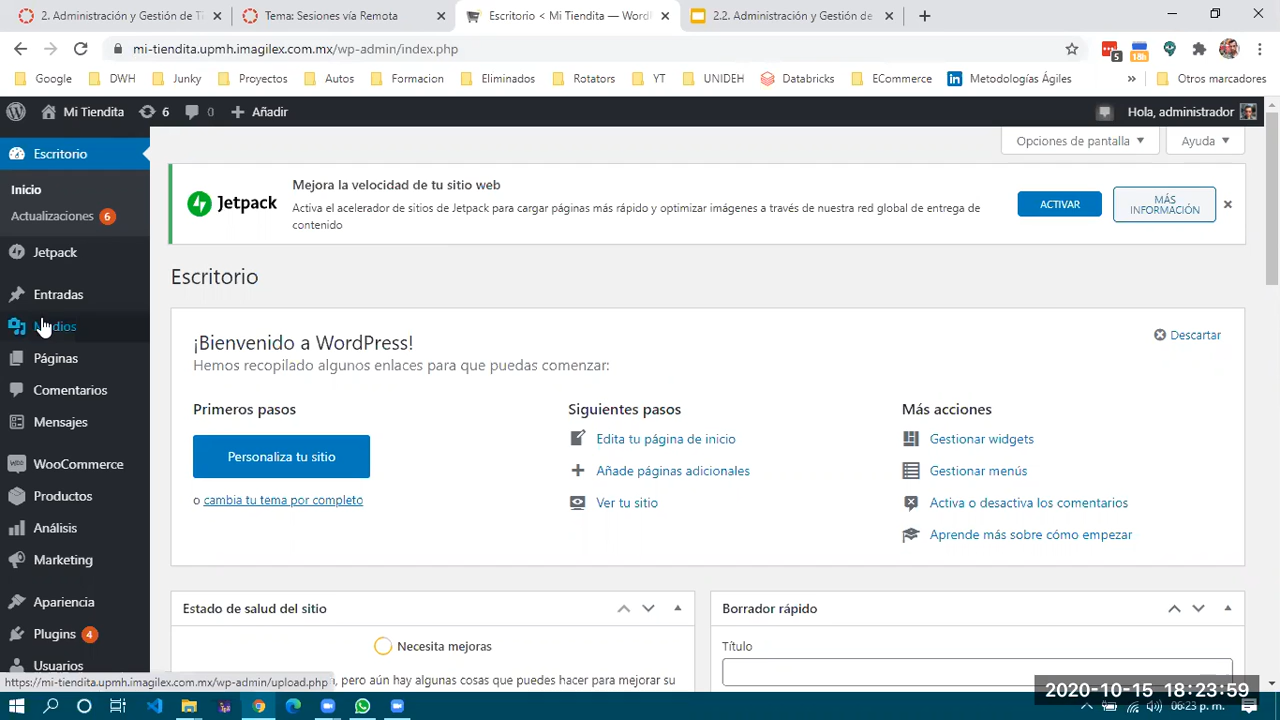 2. Administración y Gestión de T
Tema: Sesiones vía Remota
Escritorio < Mi Tiendita — Word
2.2. Administración y Gestión de
mi-tiendita.upmh.imagilex.com.mx/wp-admin/index.php
5
18h
Google
DWH
Junky
Proyectos
Autos
Formacion
Eliminados
Rotators
YT
UNIDEH
Databricks
ECommerce
in
Metodologías Ágiles
»
Otros marcadores
Mi Tiendita
6
0
Añadir
Hola, administrador
Escritorio
Opciones de pantalla
Ayuda
Inicio
Actualizaciones 6
Jetpack
Mejora la velocidad de tu sitio web
Activa el acelerador de sitios de Jetpack para cargar páginas más rápido y optimizar imágenes a través de nuestra red global de entrega de
contenido
ACTIVAR
MÁS
INFORMACIÓN
Jetpack
Entradas
Medios
Páginas
Comentarios
Mensajes
WooCommerce
Productos
Análisis
Marketing
Apariencia
Plugins 4
Usuarios
Escritorio
¡Bienvenido a WordPress!
Hemos recopilado algunos enlaces para que puedas comenzar:
Descartar
Primeros pasos
Personaliza tu sitio
o cambia tu tema por completo
Siguientes pasos
Edita tu página de inicio
Añade páginas adicionales
Ver tu sitio
Más acciones
Gestionar widgets
Gestionar menús
Activa o desactiva los comentarios
Aprende más sobre cómo empezar
Estado de salud del sitio
Necesita mejoras
, pero aún hay algunas cosas que puedes hacer para mejorar su
Borrador rápido
Título
https://mi-tiendita.upmh.imagilex.com.mx/wp-admin/upload.php
2020-10-15 18:23:59
06:23 p. m.